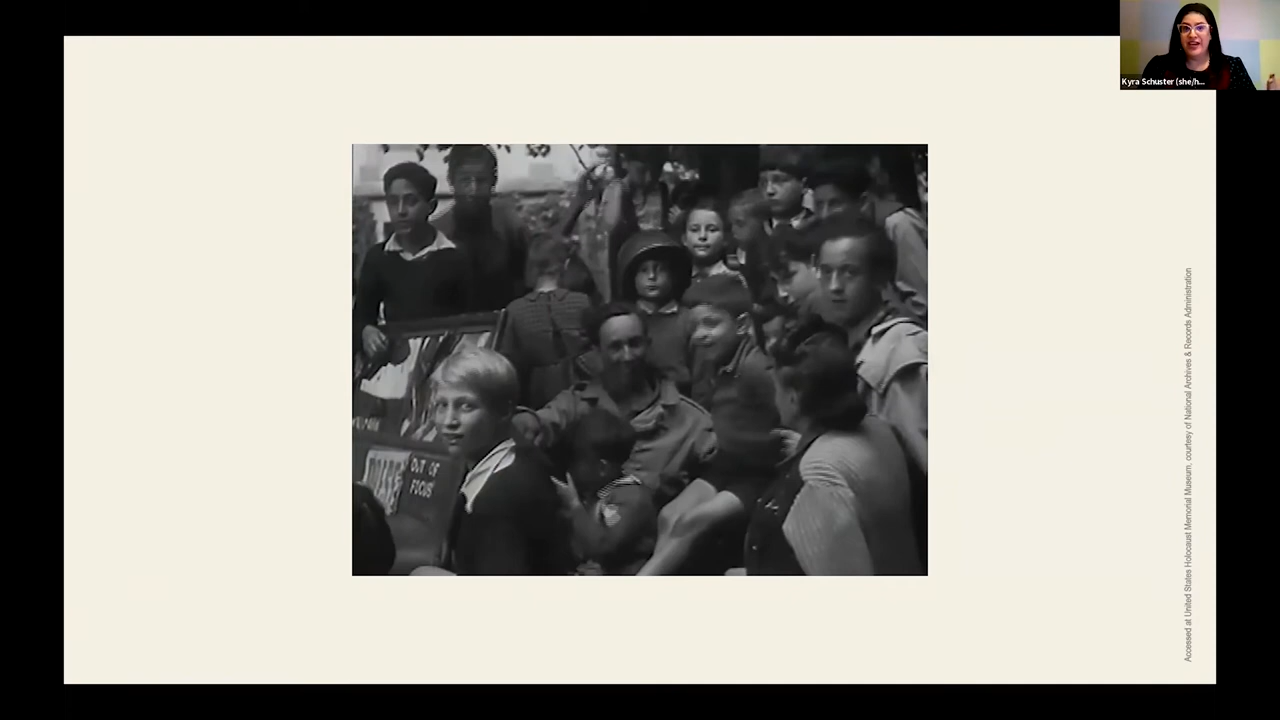 Kyra Schuster (she/h...
OUT OF
FOCUS
Accessed at United States Holocaust Memorial Museum, courtesy of National Archives & Records Administration